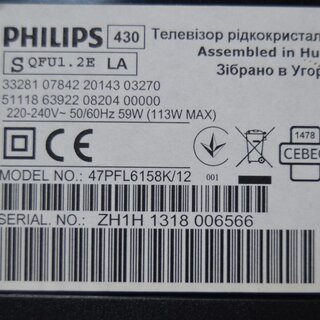 PHILIPS 430 Телевізор рідкокристал
S QFU1.2E LA Assembled in Hu
33281 07842 20143 03270 Зібрано в Угор
51118 63922 08204 00000
220-240V~ 50/60Hz 59W (113W MAX)
1478
CE 001 СЕВЕ
MODEL NO.: 47PFL6158K/12
SERIAL NO.: ZH1H 1318 006566